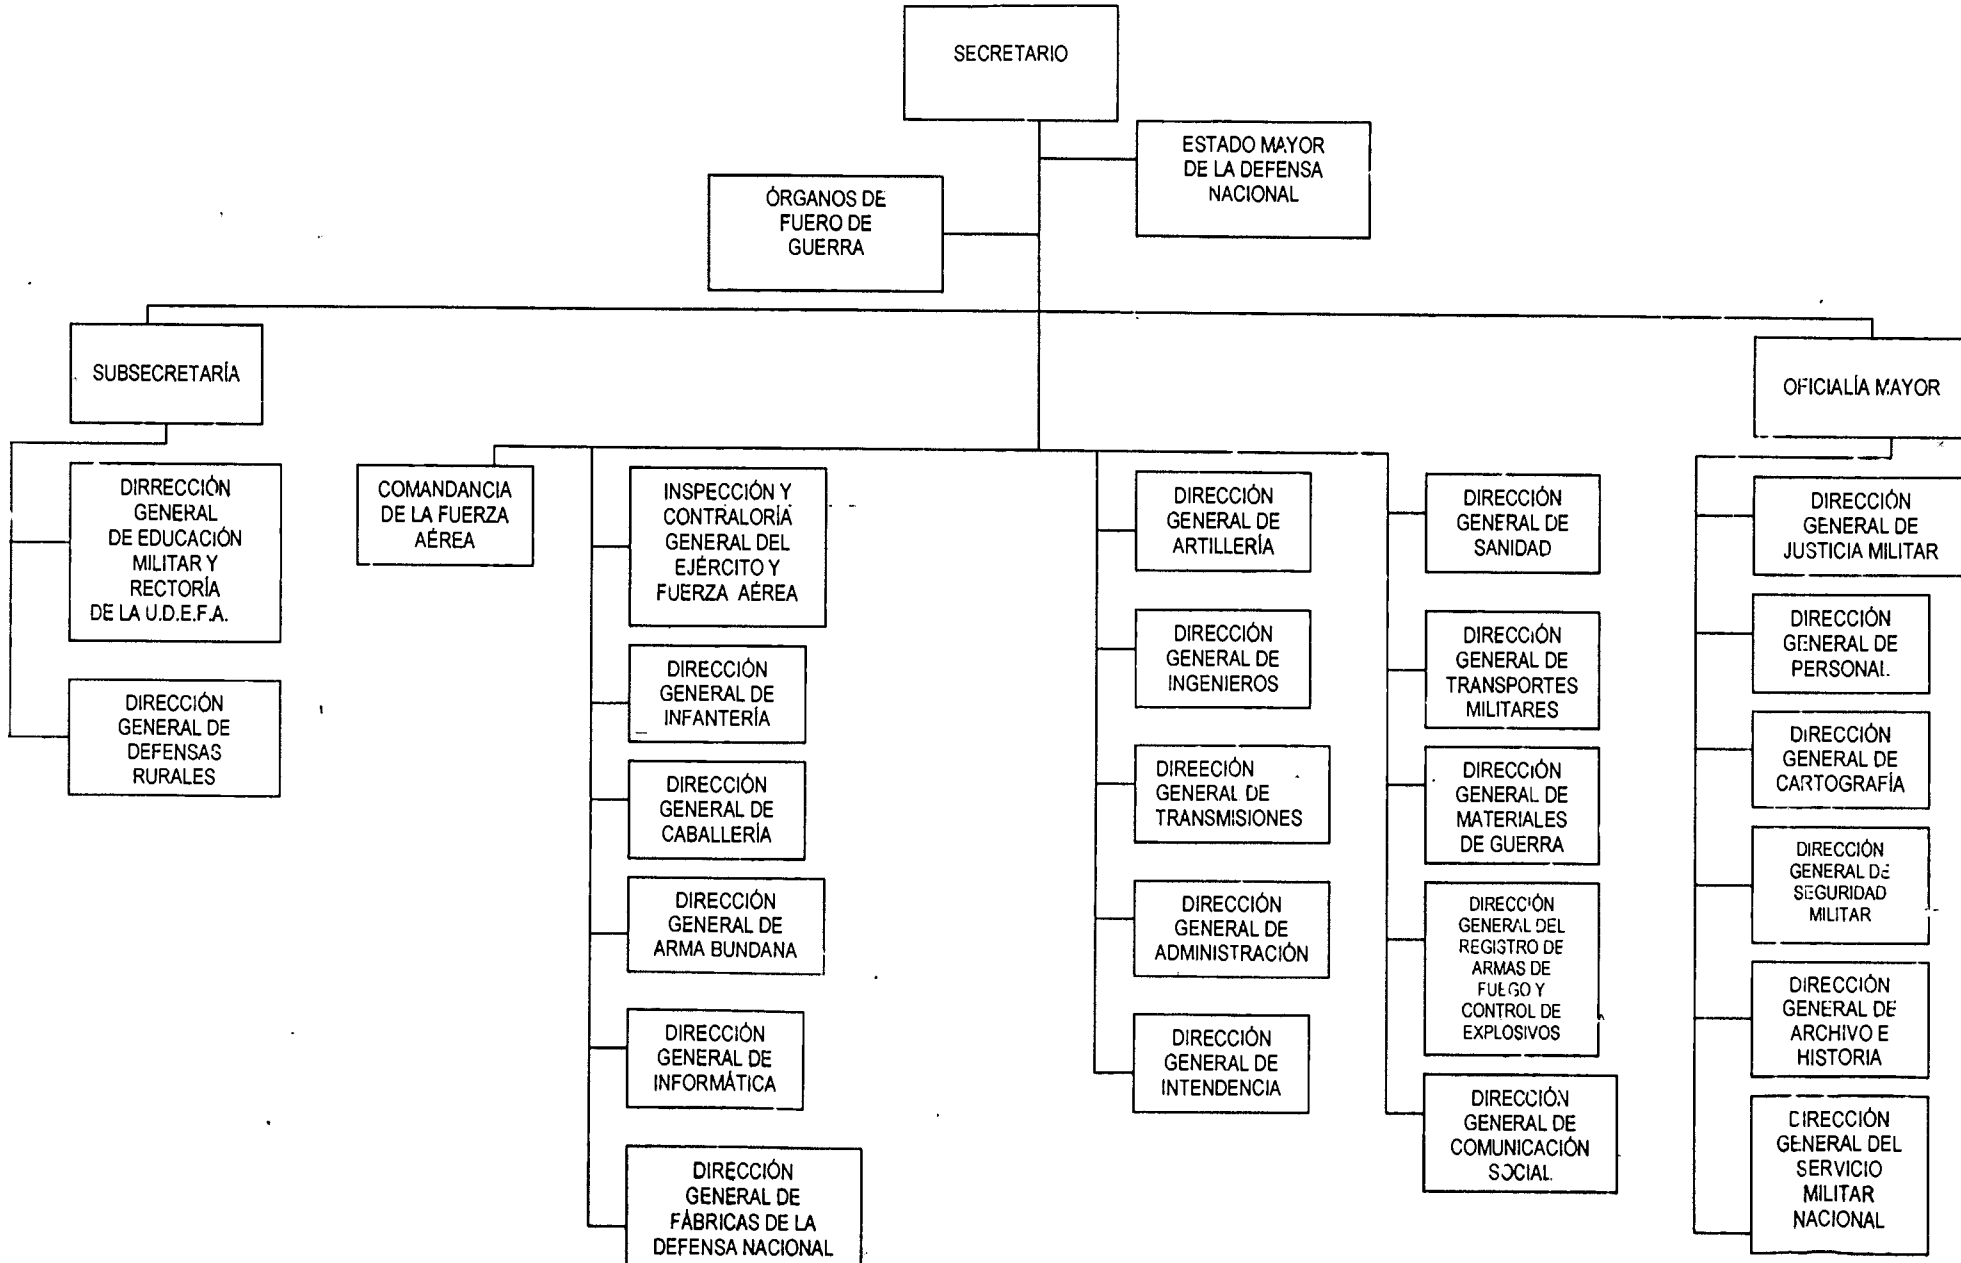 SECRETARIO
ESTADO MAYOR
DE LA DEFENSA
NACIONAL
ÓRGANOS DE
FUERO DE
GUERRA
SUBSECRETARÍA
OFICIALÍA MAYOR
DIRRECCIÓN
GENERAL
DE EDUCACIÓN
MILITAR Y
RECTORÍA
DE LA U.D.E.F.A.
DIRECCIÓN
GENERAL DE
DEFENSAS
RURALES
COMANDANCIA
DE LA FUERZA
AÉREA
INSPECCIÓN Y
CONTRALORÍA
GENERAL DEL
EJÉRCITO Y
FUERZA AÉREA
DIRECCIÓN
GENERAL DE
INFANTERÍA
DIRECCIÓN
GENERAL DE
CABALLERÍA
DIRECCIÓN
GENERAL DE
ARMA BUNDANA
DIRECCIÓN
GENERAL DE
INFORMÁTICA
DIRECCIÓN
GENERAL DE
FÁBRICAS DE LA
DEFENSA NACIONAL
DIRECCIÓN
GENERAL DE
ARTILLERÍA
DIRECCIÓN
GENERAL DE
INGENIEROS
DIREECIÓN
GENERAL DE
TRANSMISIONES
DIRECCIÓN
GENERAL DE
ADMINISTRACIÓN
DIRECCIÓN
GENERAL DE
INTENDENCIA
DIRECCIÓN
GENERAL DE
SANIDAD
DIRECCIÓN
GENERAL DE
TRANSPORTES
MILITARES
DIRECCIÓN
GENERAL DE
MATERIALES
DE GUERRA
DIRECCIÓN
GENERAL DEL
REGISTRO DE
ARMAS DE
FUEGO Y
CONTROL DE
EXPLOSIVOS
DIRECCIÓN
GENERAL DE
COMUNICACIÓN
SOCIAL
DIRECCIÓN
GENERAL DE
JUSTICIA MILITAR
DIRECCIÓN
GENERAL DE
PERSONAL
DIRECCIÓN
GENERAL DE
CARTOGRAFÍA
DIRECCIÓN
GENERAL DE
SEGURIDAD
MILITAR
DIRECCIÓN
GENERAL DE
ARCHIVO E
HISTORIA
DIRECCIÓN
GENERAL DEL
SERVICIO
MILITAR
NACIONAL